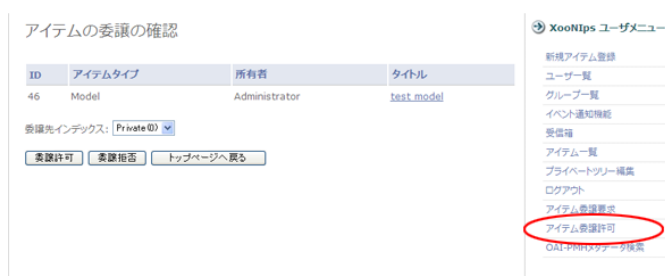 アイテムの委譲の確認
ID アイテムタイプ 所有者 タイトル
46 Model Administrator test model
委譲先インデックス: Private(0)
委譲許可 委譲拒否 トップページへ戻る
XooNIps ユーザメニュー
新規アイテム登録
ユーザ一覧
グループ一覧
イベント通知機能
受信箱
アイテム一覧
プライベートツリー編集
ログアウト
アイテム委譲要求
アイテム委譲許可
OAI-PMHメタデータ検索